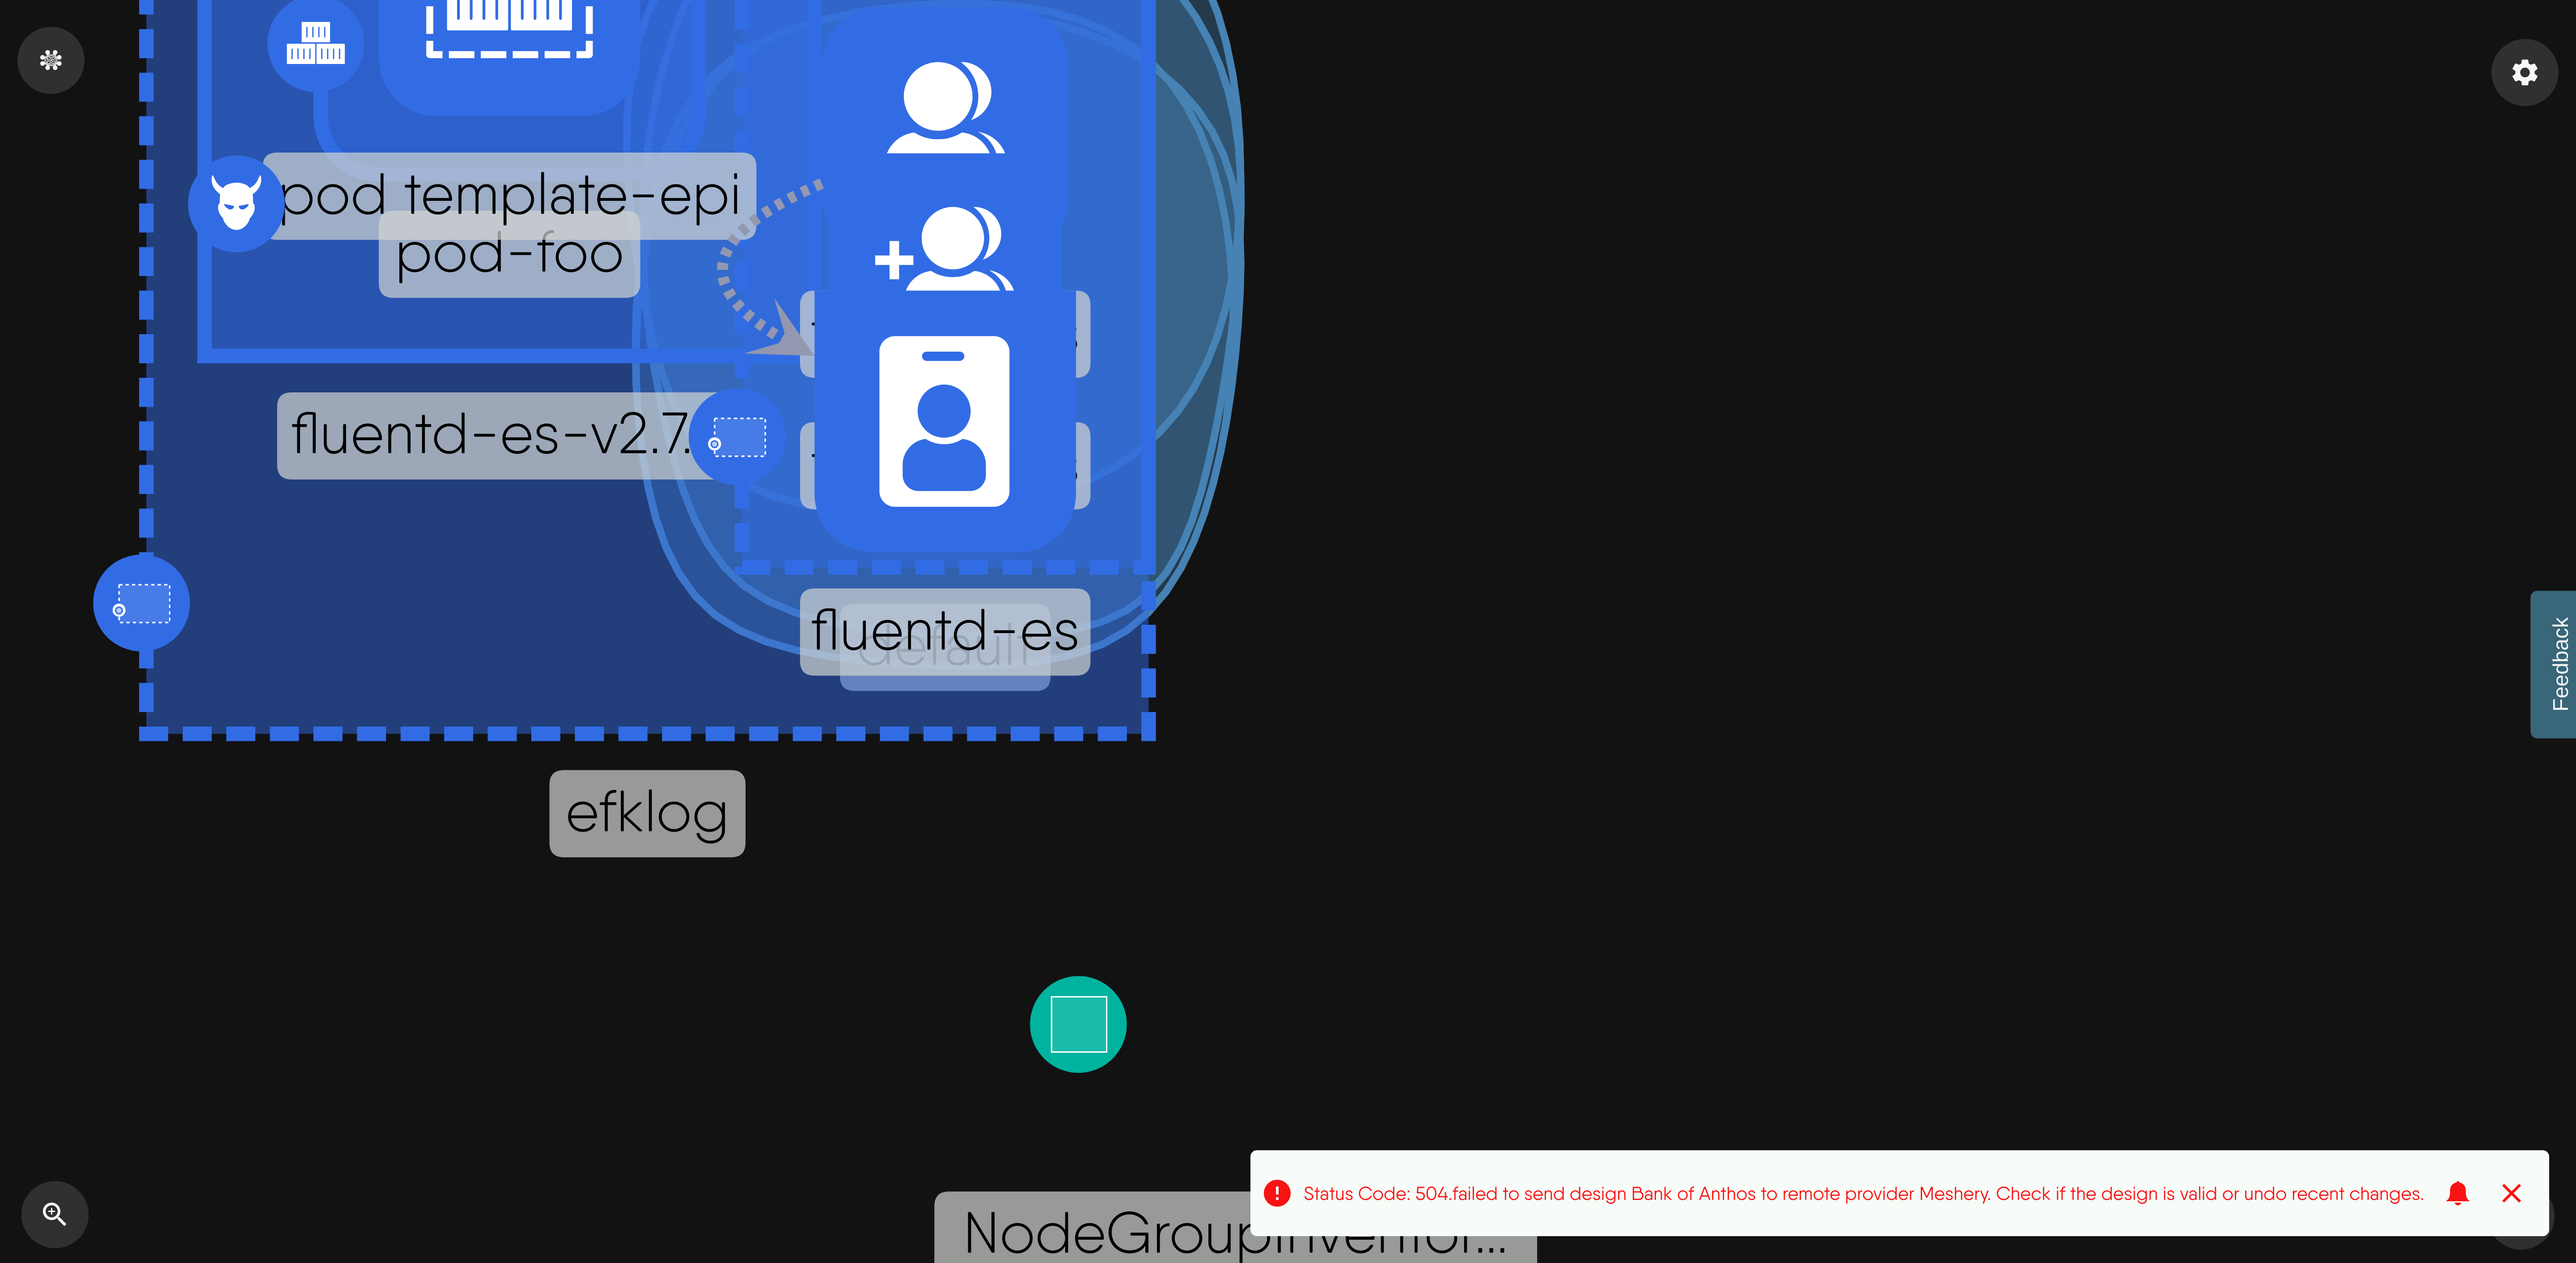 pod template-epi
pod-foo
fluentd-es-v2.7.
fluentd-es
default
efklog
Feedback
Status Code: 504.failed to send design Bank of Anthos to remote provider Meshery. Check if the design is valid or undo recent changes.
NodeGroupInventor...